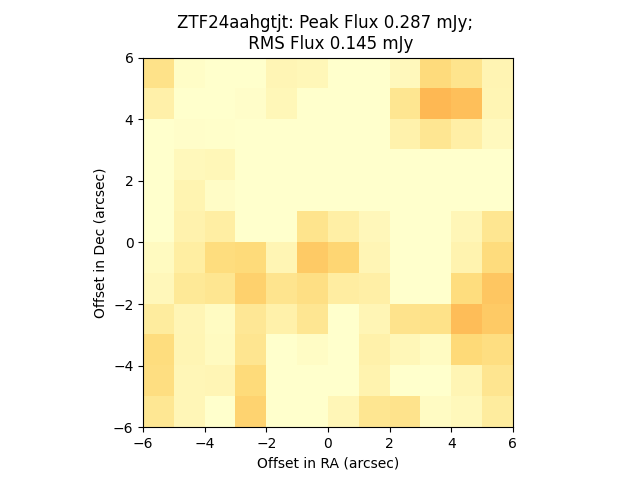 ZTF24aahgtjt: Peak Flux 0.287 mJy;
RMS Flux 0.145 mJy
6
4
2
0
−2
−4
−6
Offset in Dec (arcsec)
−6 −4 −2 0 2 4 6
Offset in RA (arcsec)